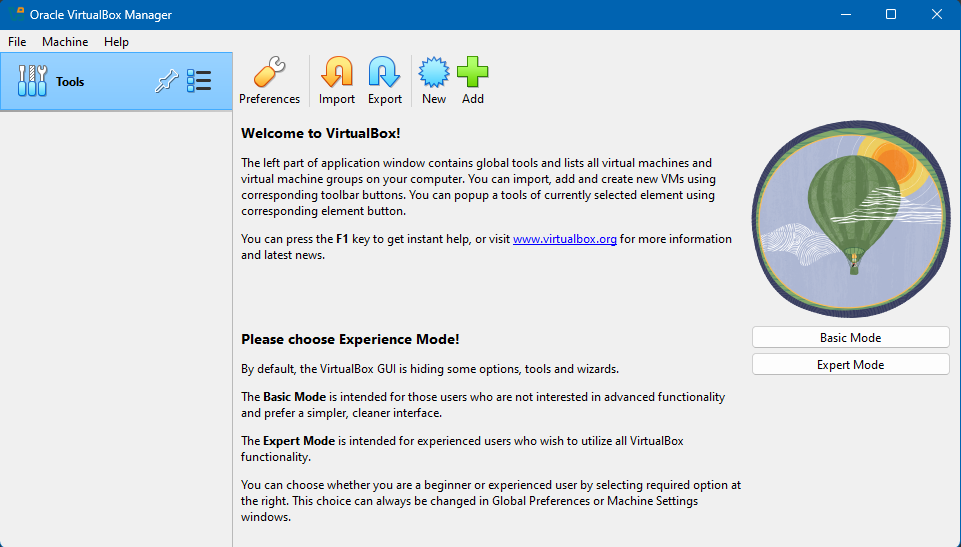 Oracle VirtualBox Manager
File Machine Help
Tools
Preferences Import Export New Add
Welcome to VirtualBox!
The left part of application window contains global tools and lists all virtual machines and
virtual machine groups on your computer. You can import, add and create new VMs using
corresponding toolbar buttons. You can popup a tools of currently selected element using
corresponding element button.
You can press the F1 key to get instant help, or visit www.virtualbox.org for more information
and latest news.
Please choose Experience Mode!
By default, the VirtualBox GUI is hiding some options, tools and wizards.
The Basic Mode is intended for those users who are not interested in advanced functionality
and prefer a simpler, cleaner interface.
The Expert Mode is intended for experienced users who wish to utilize all VirtualBox
functionality.
You can choose whether you are a beginner or experienced user by selecting required option at
the right. This choice can always be changed in Global Preferences or Machine Settings
windows.
Basic Mode
Expert Mode